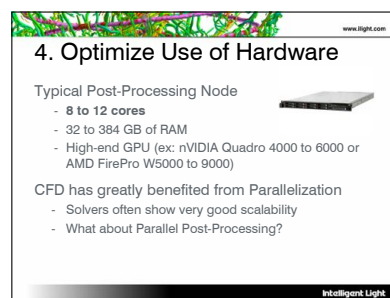 www.ilight.com
4. Optimize Use of Hardware
Typical Post-Processing Node
- 8 to 12 cores
- 32 to 384 GB of RAM
- High-end GPU (ex: nVIDIA Quadro 4000 to 6000 or
AMD FirePro W5000 to 9000)
CFD has greatly benefited from Parallelization
- Solvers often show very good scalability
- What about Parallel Post-Processing?
Intelligent Light